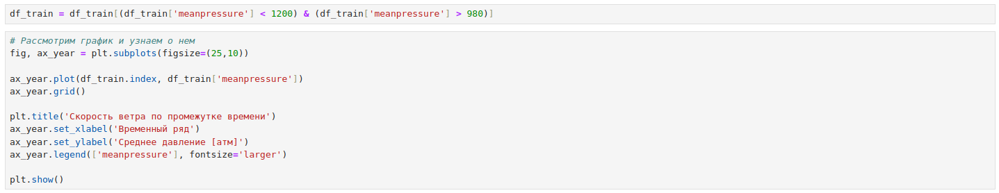 df_train = df_train[(df_train['meanpressure'] < 1200) & (df_train['meanpressure'] > 980)]
# Рассмотрим график и узнаем о нем
fig, ax_year = plt.subplots(figsize=(25,10))
ax_year.plot(df_train.index, df_train['meanpressure'])
ax_year.grid()
plt.title('Скорость ветра по промежутке времени')
ax_year.set_xlabel('Временный ряд')
ax_year.set_ylabel('Среднее давление [атм]')
ax_year.legend(['meanpressure'], fontsize='larger')
plt.show()